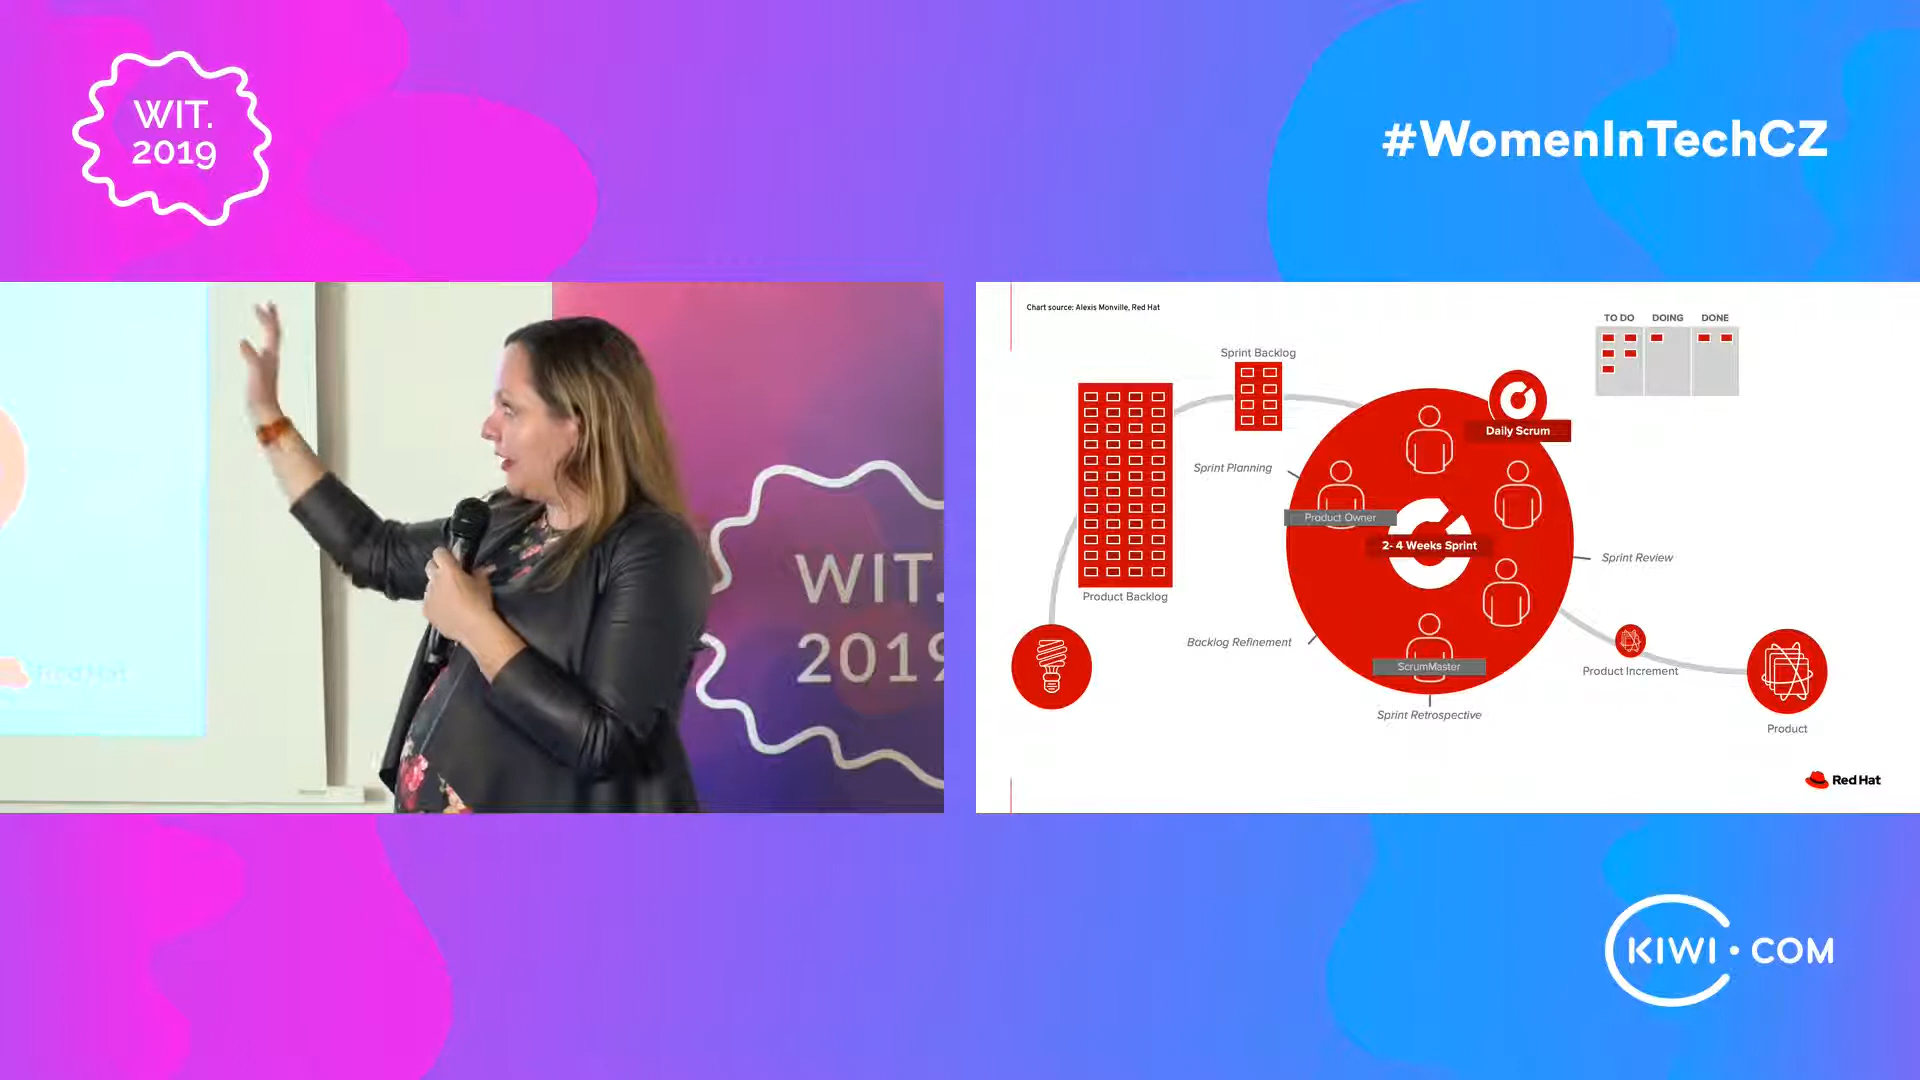 WIT.
2019
#WomenInTechCZ
WIT.
2019
Red Hat
Chart source: Alexis Monville, Red Hat
TO DO DOING DONE
Sprint Backlog
Daily Scrum
Sprint Planning
Product Owner
2- 4 Weeks Sprint
Sprint Review
Product Backlog
Backlog Refinement
ScrumMaster
Product Increment
Sprint Retrospective
Product
Red Hat
KIWI.COM